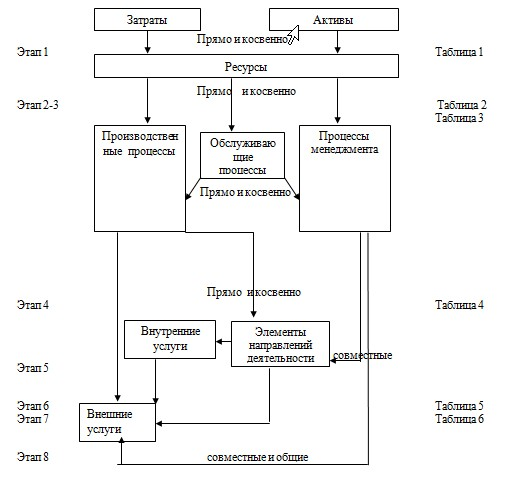 Затраты
Активы
Прямо и косвенно
Этап 1
Таблица 1
Ресурсы
Прямо и косвенно
Этап 2-3
Таблица 2
Таблица 3
Производствен
ные процессы
Обслуживаю
щие
процессы
Процессы
менеджмента
Прямо и косвенно
Прямо и косвенно
Этап 4
Таблица 4
Внутренние
услуги
Элементы
направлений
деятельности
совместные
Этап 5
Этап 6
Таблица 5
Этап 7
Таблица 6
Внешние
услуги
Этап 8
совместные и общие